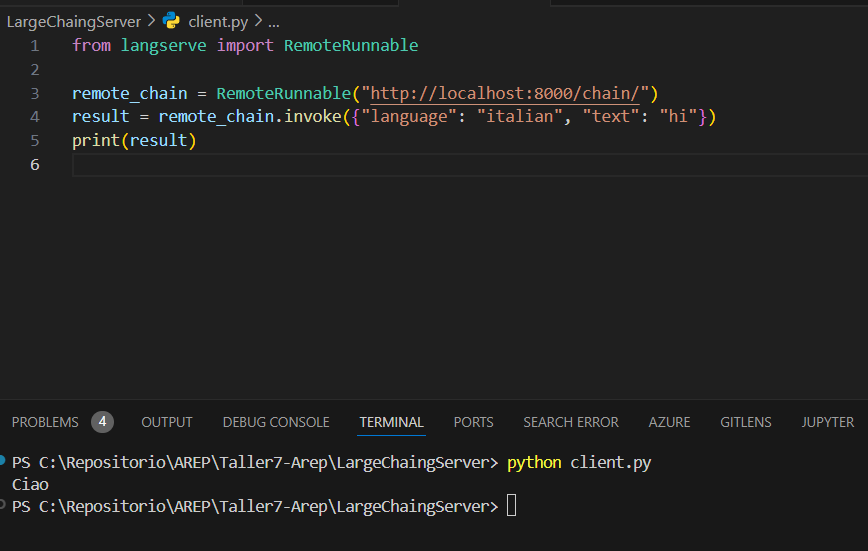 LargeChaingServer > client.py > ...
1 from langserve import RemoteRunnable
2
3 remote_chain = RemoteRunnable("http://localhost:8000/chain/")
4 result = remote_chain.invoke({"language": "italian", "text": "hi"})
5 print(result)
6
PROBLEMS 4 OUTPUT DEBUG CONSOLE TERMINAL PORTS SEARCH ERROR AZURE GITLENS JUPYTER
PS C:\Repositorio\AREP\Taller7-Arep\LargeChaingServer> python client.py
Ciao
PS C:\Repositorio\AREP\Taller7-Arep\LargeChaingServer>